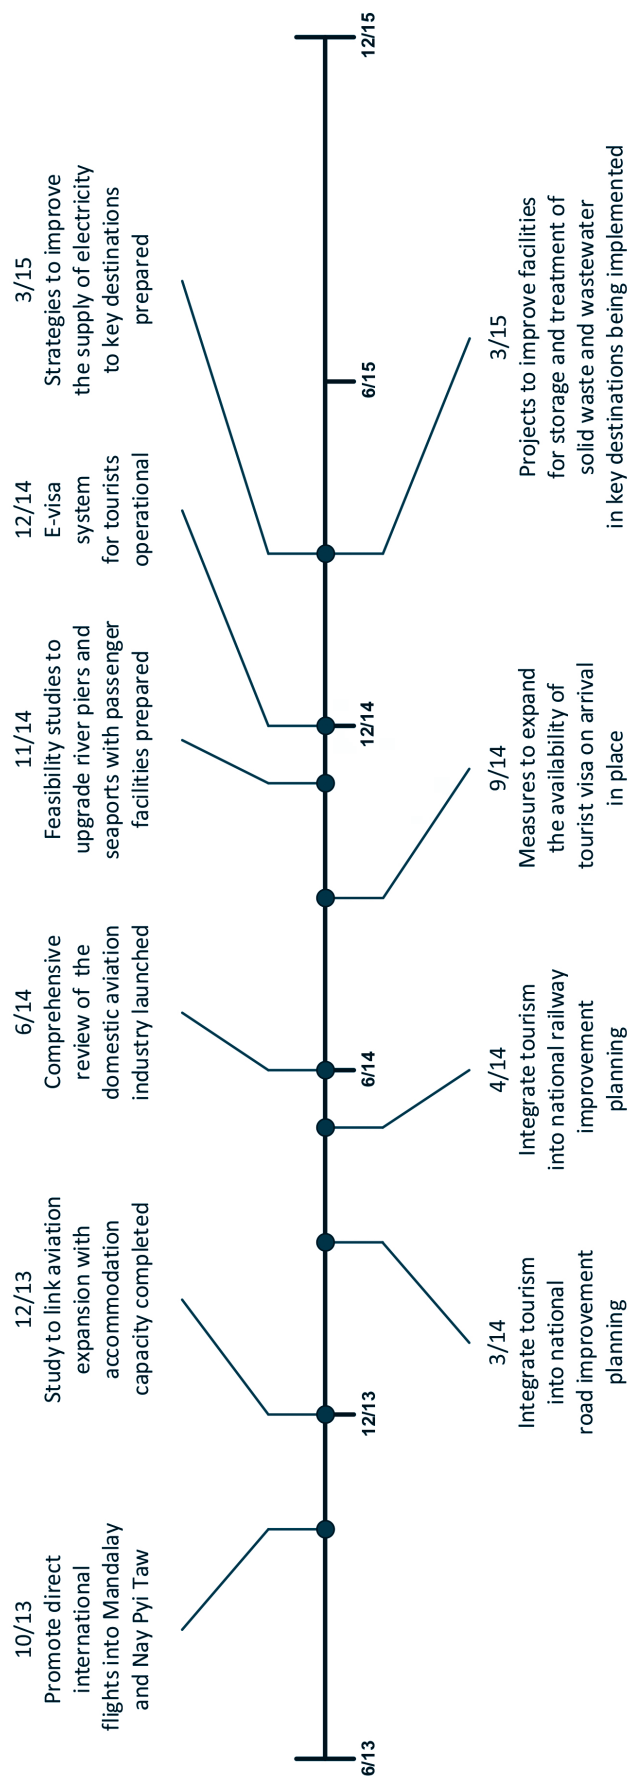 10/13
Promote direct
international
flights into Mandalay
and Nay Pyi Taw
12/13
Study to link aviation
expansion with
accommodation
capacity completed
6/14
Comprehensive
review of the
domestic aviation
industry launched
11/14
Feasibility studies to
upgrade river piers and
seaports with passenger
facilities prepared
12/14
E-visa
system
for tourists
operational
3/15
Strategies to improve
the supply of electricity
to key destinations
prepared
6/13
12/13
6/14
12/14
6/15
12/15
3/14
Integrate tourism
into national
road improvement
planning
4/14
Integrate tourism
into national railway
improvement
planning
9/14
Measures to expand
the availability of
tourist visa on arrival
in place
3/15
Projects to improve facilities
for storage and treatment of
solid waste and wastewater
in key destinations being implemented